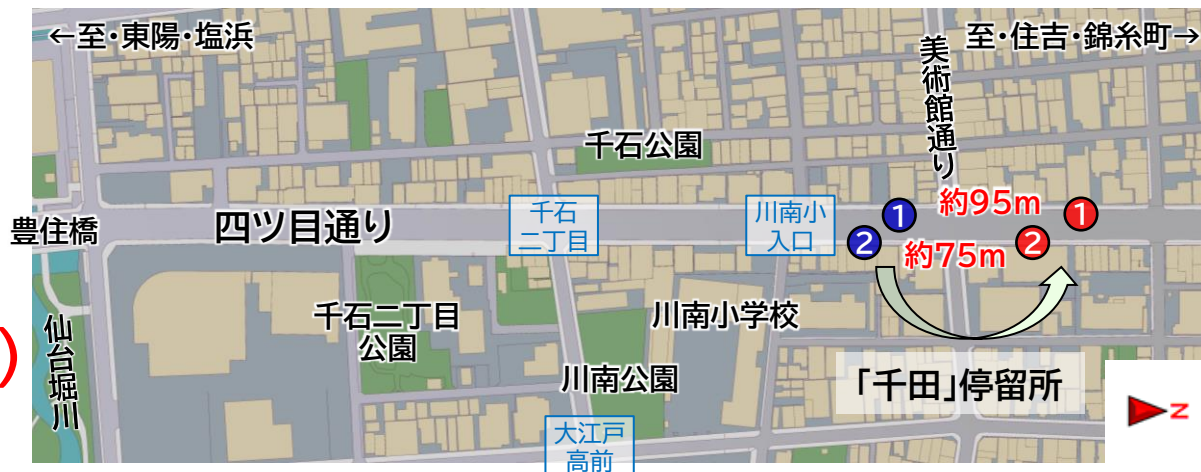 ←至・東陽・塩浜
至・住吉・錦糸町→
美術館通り
千石公園
豊住橋
四ツ目通り
千石
二丁目
川南小
入口
1
約95m
1
2
約75m
2
仙台堀川
千石二丁目
公園
川南小学校
川南公園
「千田」停留所
大江戸
高前
)
N